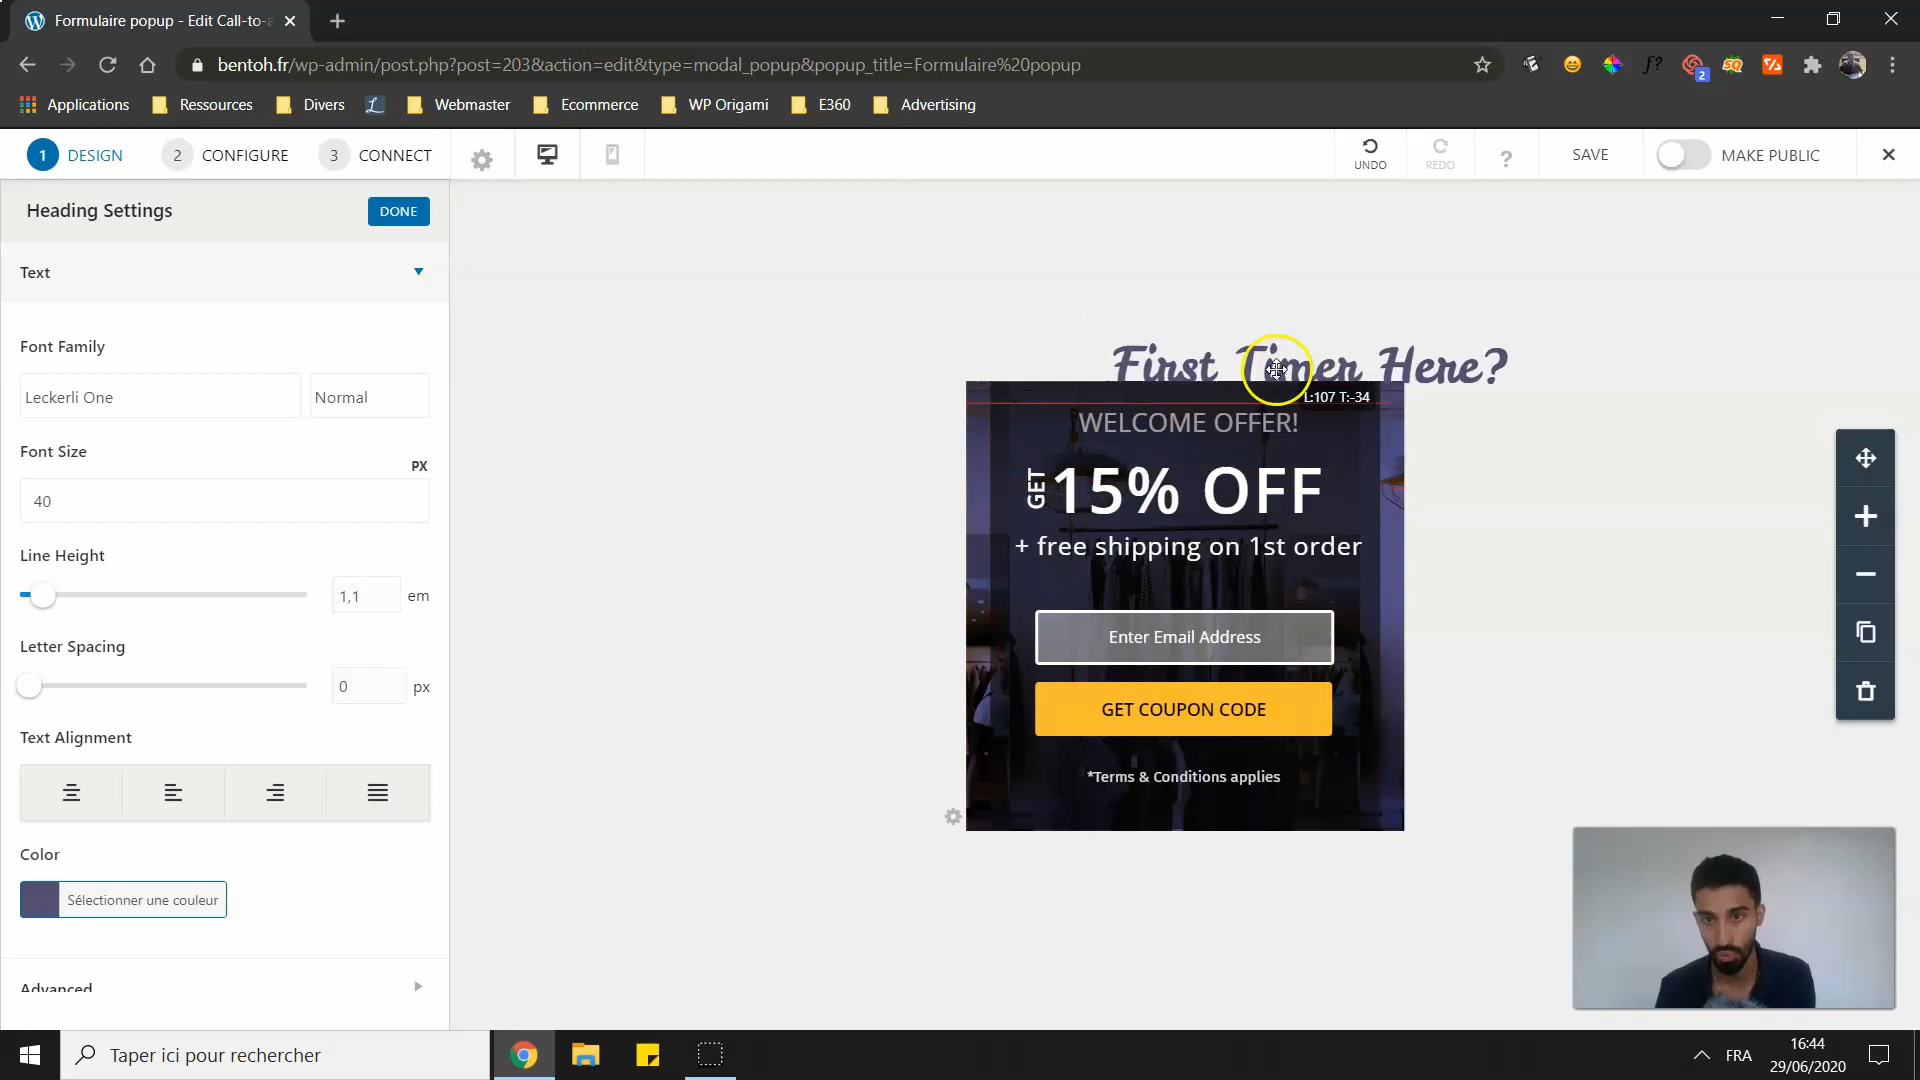 Formulaire popup - Edit Call-to-a
bentoh.fr/wp-admin/post.php?post=203&action=edit&type=modal_popup&popup_title=Formulaire%20popup
2
Applications
Ressources
Divers
Webmaster
Ecommerce
WP Origami
E360
Advertising
1 DESIGN
2 CONFIGURE
3 CONNECT
UNDO
REDO
?
SAVE
MAKE PUBLIC
Heading Settings
DONE
Text
Font Family
Leckerli One
Normal
Font Size
PX
40
Line Height
1,1
em
Letter Spacing
0
px
Text Alignment
Color
Sélectionner une couleur
Advanced
First Timer Here?
L:107 T:-34
WELCOME OFFER!
GET
15% OFF
+ free shipping on 1st order
Enter Email Address
GET COUPON CODE
*Terms & Conditions applies
Taper ici pour rechercher
FRA
16:44
29/06/2020